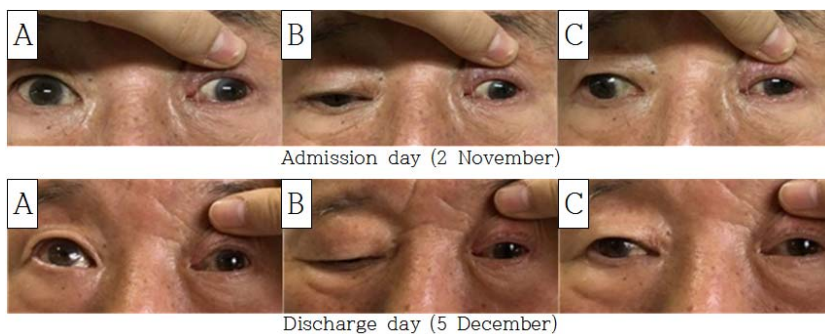 A B C
Admission day (2 November)
A B C
Discharge day (5 December)